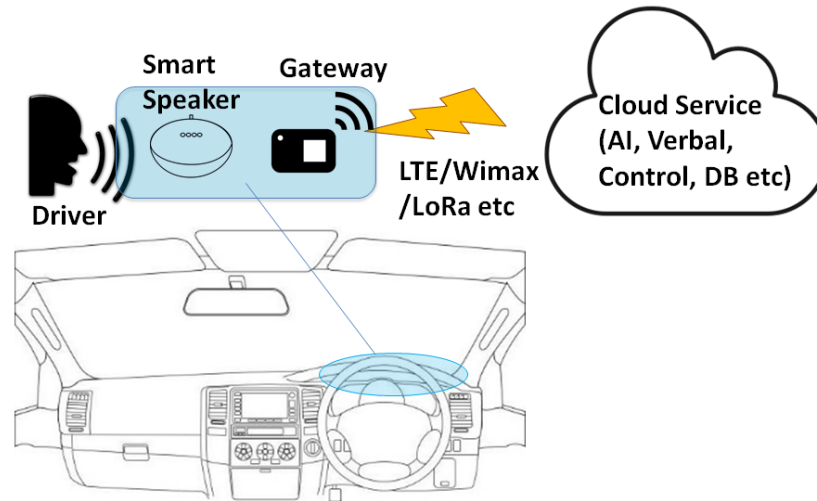 Smart
Speaker
Gateway
Driver
LTE/Wimax
/LoRa etc
Cloud Service
(AI, Verbal,
Control, DB etc)